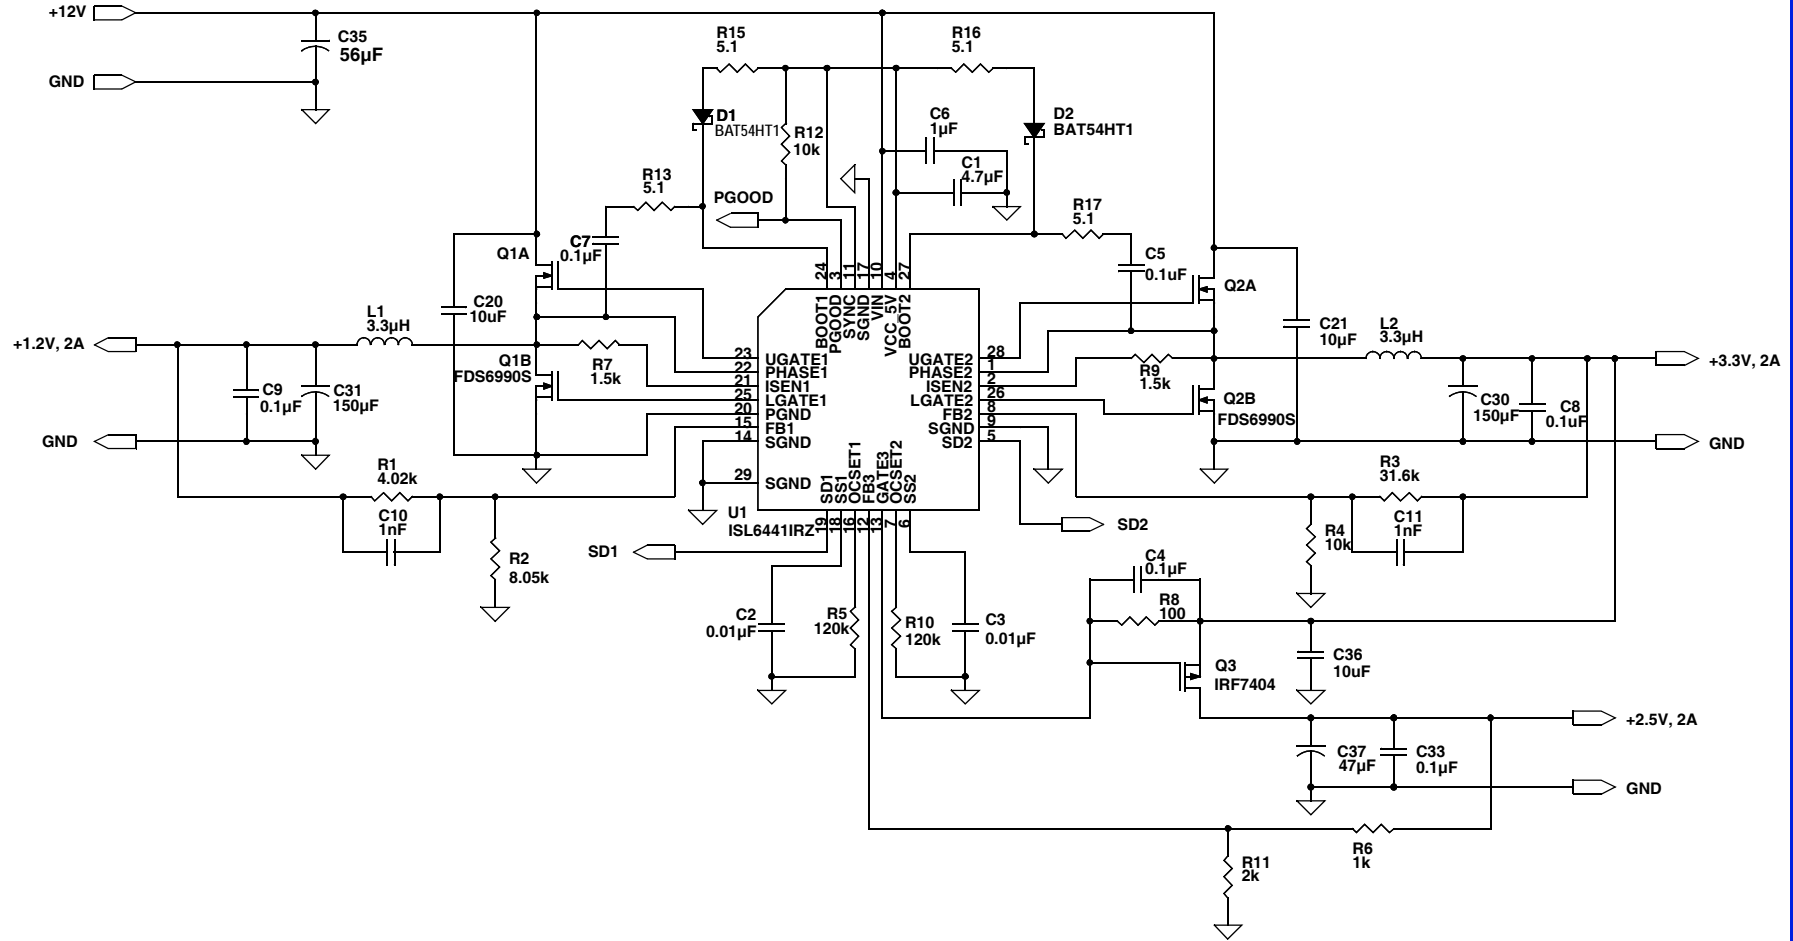 +12V
C35
56µF
GND
R15
5.1
R16
5.1
D1
BAT54HT1
R12
10k
C6
1µF
D2
BAT54HT1
C1
4.7µF
R13
5.1
PGOOD
R17
5.1
C7
0.1µF
Q1A
C5
0.1uF
Q2A
24
3
11
17
10
4
27
BOOT1
PGOOD
SYNC
SGND
VIN
VCC_5V
BOOT2
C20
10uF
L1
3.3µH
+1.2V, 2A
Q1B
FDS6990S
R7
1.5k
C9
0.1µF
C31
150µF
GND
23
UGATE1
22
PHASE1
21
ISEN1
25
LGATE1
20
PGND
15
FB1
14
SGND
29
SGND
UGATE2
28
PHASE2
1
ISEN2
2
LGATE2
26
FB2
8
SGND
9
SD2
5
R9
1.5k
C21
10µF
L2
3.3µH
+3.3V, 2A
Q2B
FDS6990S
C30
150µF
C8
0.1uF
GND
SD1
SS1
OCSET1
FB3
GATE3
OCSET2
SS2
19
18
16
12
13
7
6
U1
ISL6441IRZ
R1
4.02k
C10
1nF
R2
8.05k
SD1
SD2
R3
31.6k
C11
1nF
R4
10k
C2
0.01µF
R5
120k
R10
120k
C3
0.01µF
C4
0.1µF
R8
100
Q3
IRF7404
C36
10uF
+2.5V, 2A
C37
47µF
C33
0.1µF
GND
R6
1k
R11
2k